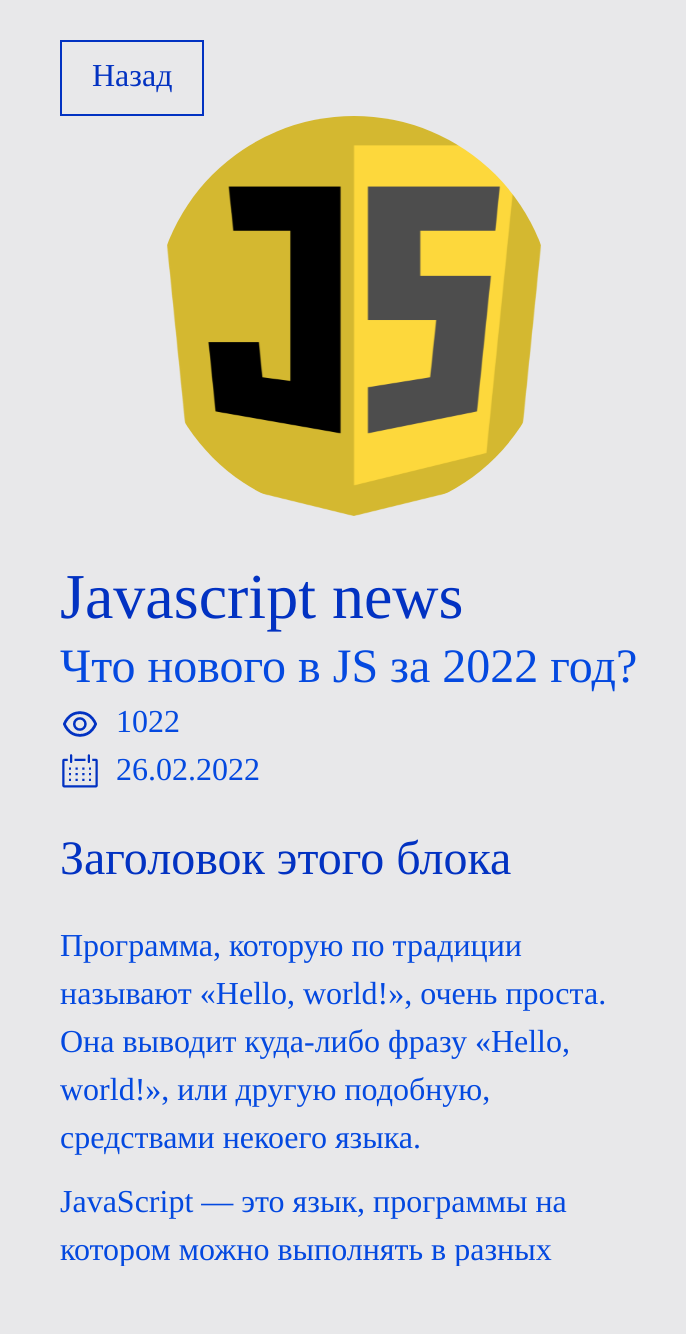 Назад
JS
Javascript news
Что нового в JS за 2022 год?
1022
26.02.2022
Заголовок этого блока
Программа, которую по традиции
называют «Hello, world!», очень проста.
Она выводит куда-либо фразу «Hello,
world!», или другую подобную,
средствами некоего языка.
JavaScript — это язык, программы на
котором можно выполнять в разных